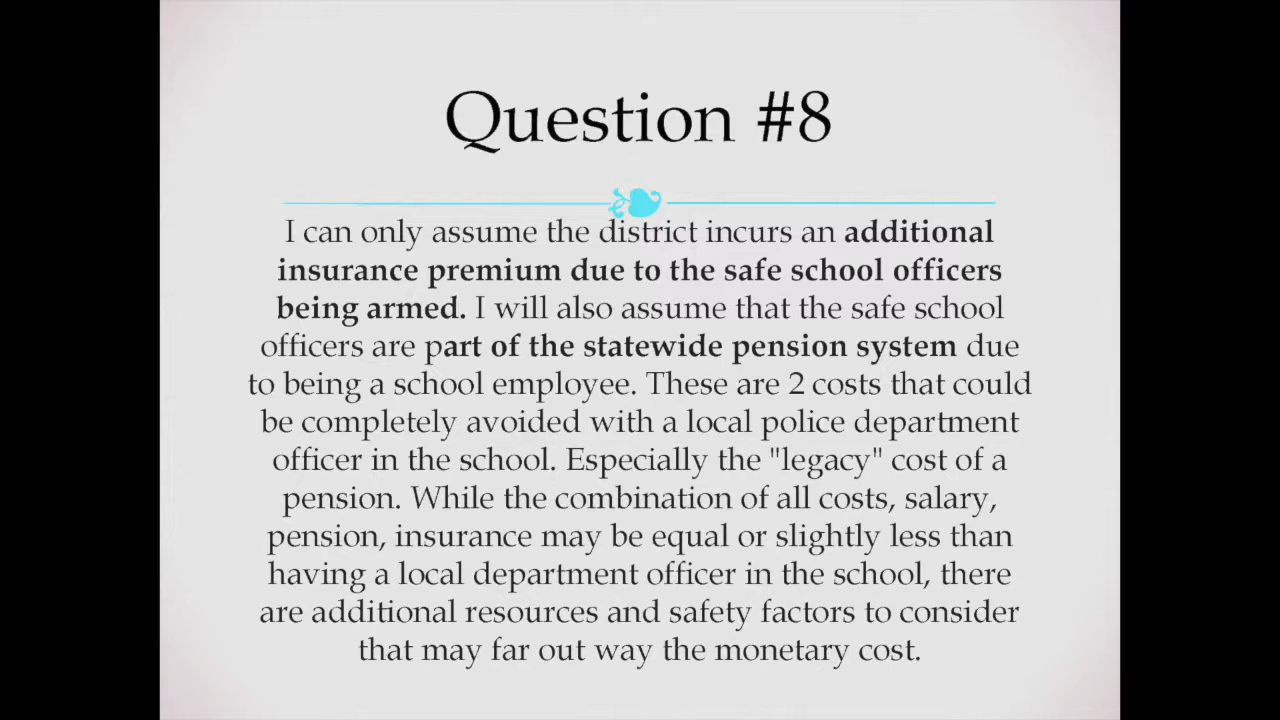 Question #8
I can only assume the district incurs an additional
insurance premium due to the safe school officers
being armed. I will also assume that the safe school
officers are part of the statewide pension system due
to being a school employee. These are 2 costs that could
be completely avoided with a local police department
officer in the school. Especially the "legacy" cost of a
pension. While the combination of all costs, salary,
pension, insurance may be equal or slightly less than
having a local department officer in the school, there
are additional resources and safety factors to consider
that may far out way the monetary cost.